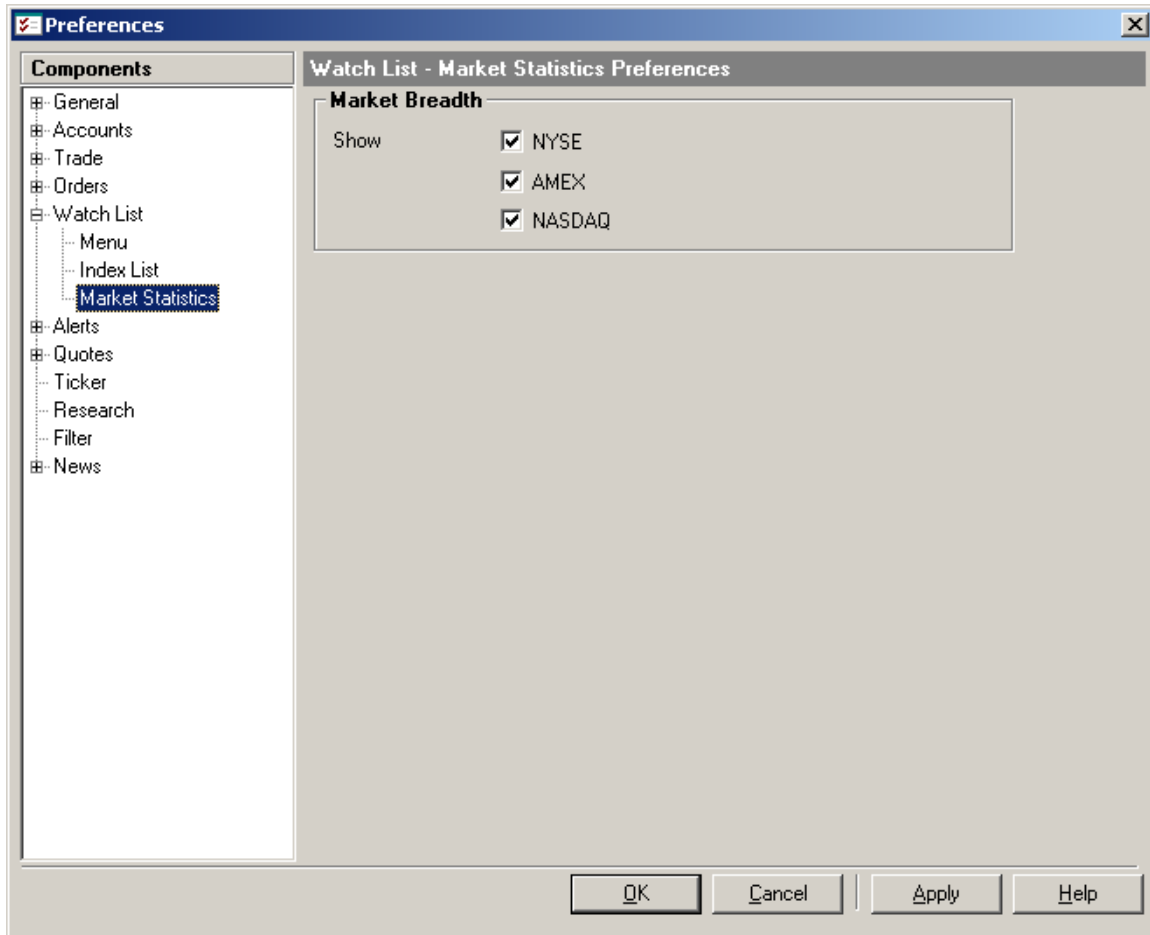 Preferences
Components
General
Accounts
Trade
Orders
Watch List
Menu
Index List
Market Statistics
Alerts
Quotes
Ticker
Research
Filter
News
Watch List - Market Statistics Preferences
Market Breadth
Show NYSE
AMEX
NASDAQ
OK Cancel Apply Help